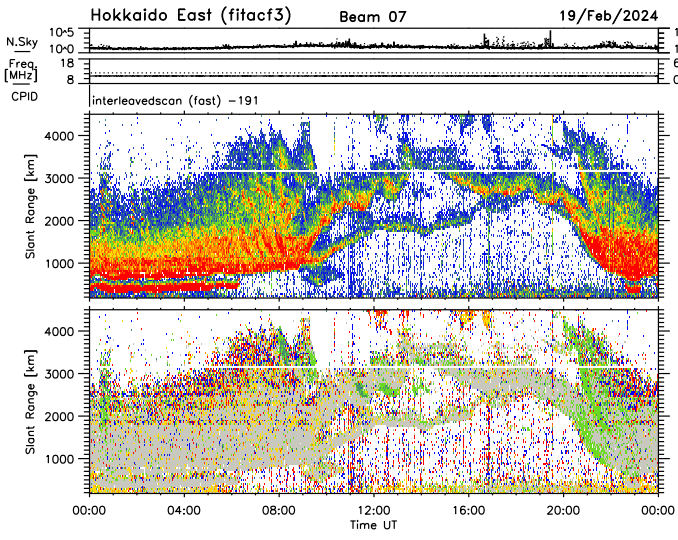 Hokkaido East (fitacf3) Beam 07 19/Feb/2024
N.Sky 10^5 10^0 1 1
Freq. [MHz] 18 8 6 0
CPID interleavedscan (fast) -191
Slant Range [km] 4000 3000 2000 1000
Slant Range [km] 4000 3000 2000 1000
00:00 04:00 08:00 12:00 16:00 20:00 00:00
Time UT